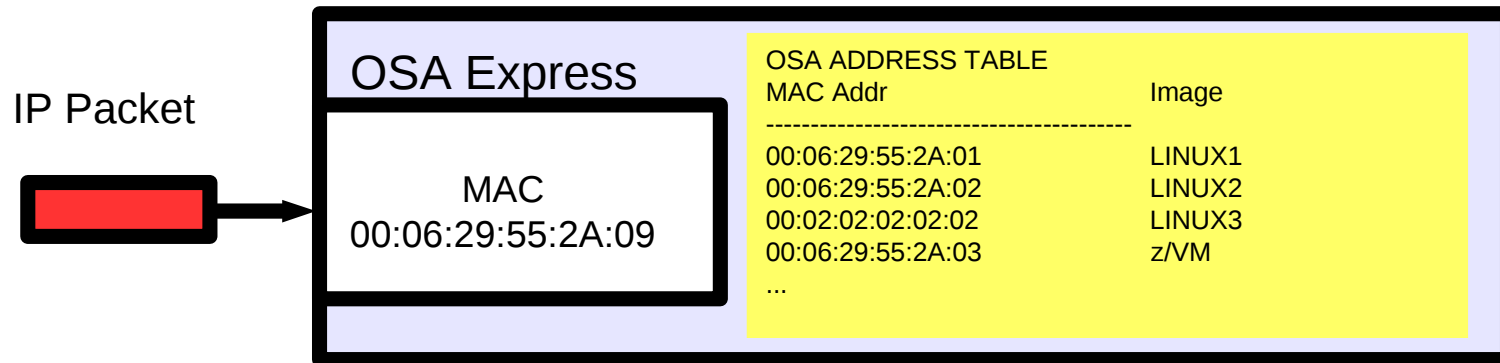 IP Packet
OSA Express
MAC
00:06:29:55:2A:09
OSA ADDRESS TABLE
MAC Addr Image
-----------------------------------------
00:06:29:55:2A:01 LINUX1
00:06:29:55:2A:02 LINUX2
00:02:02:02:02:02 LINUX3
00:06:29:55:2A:03 z/VM
...